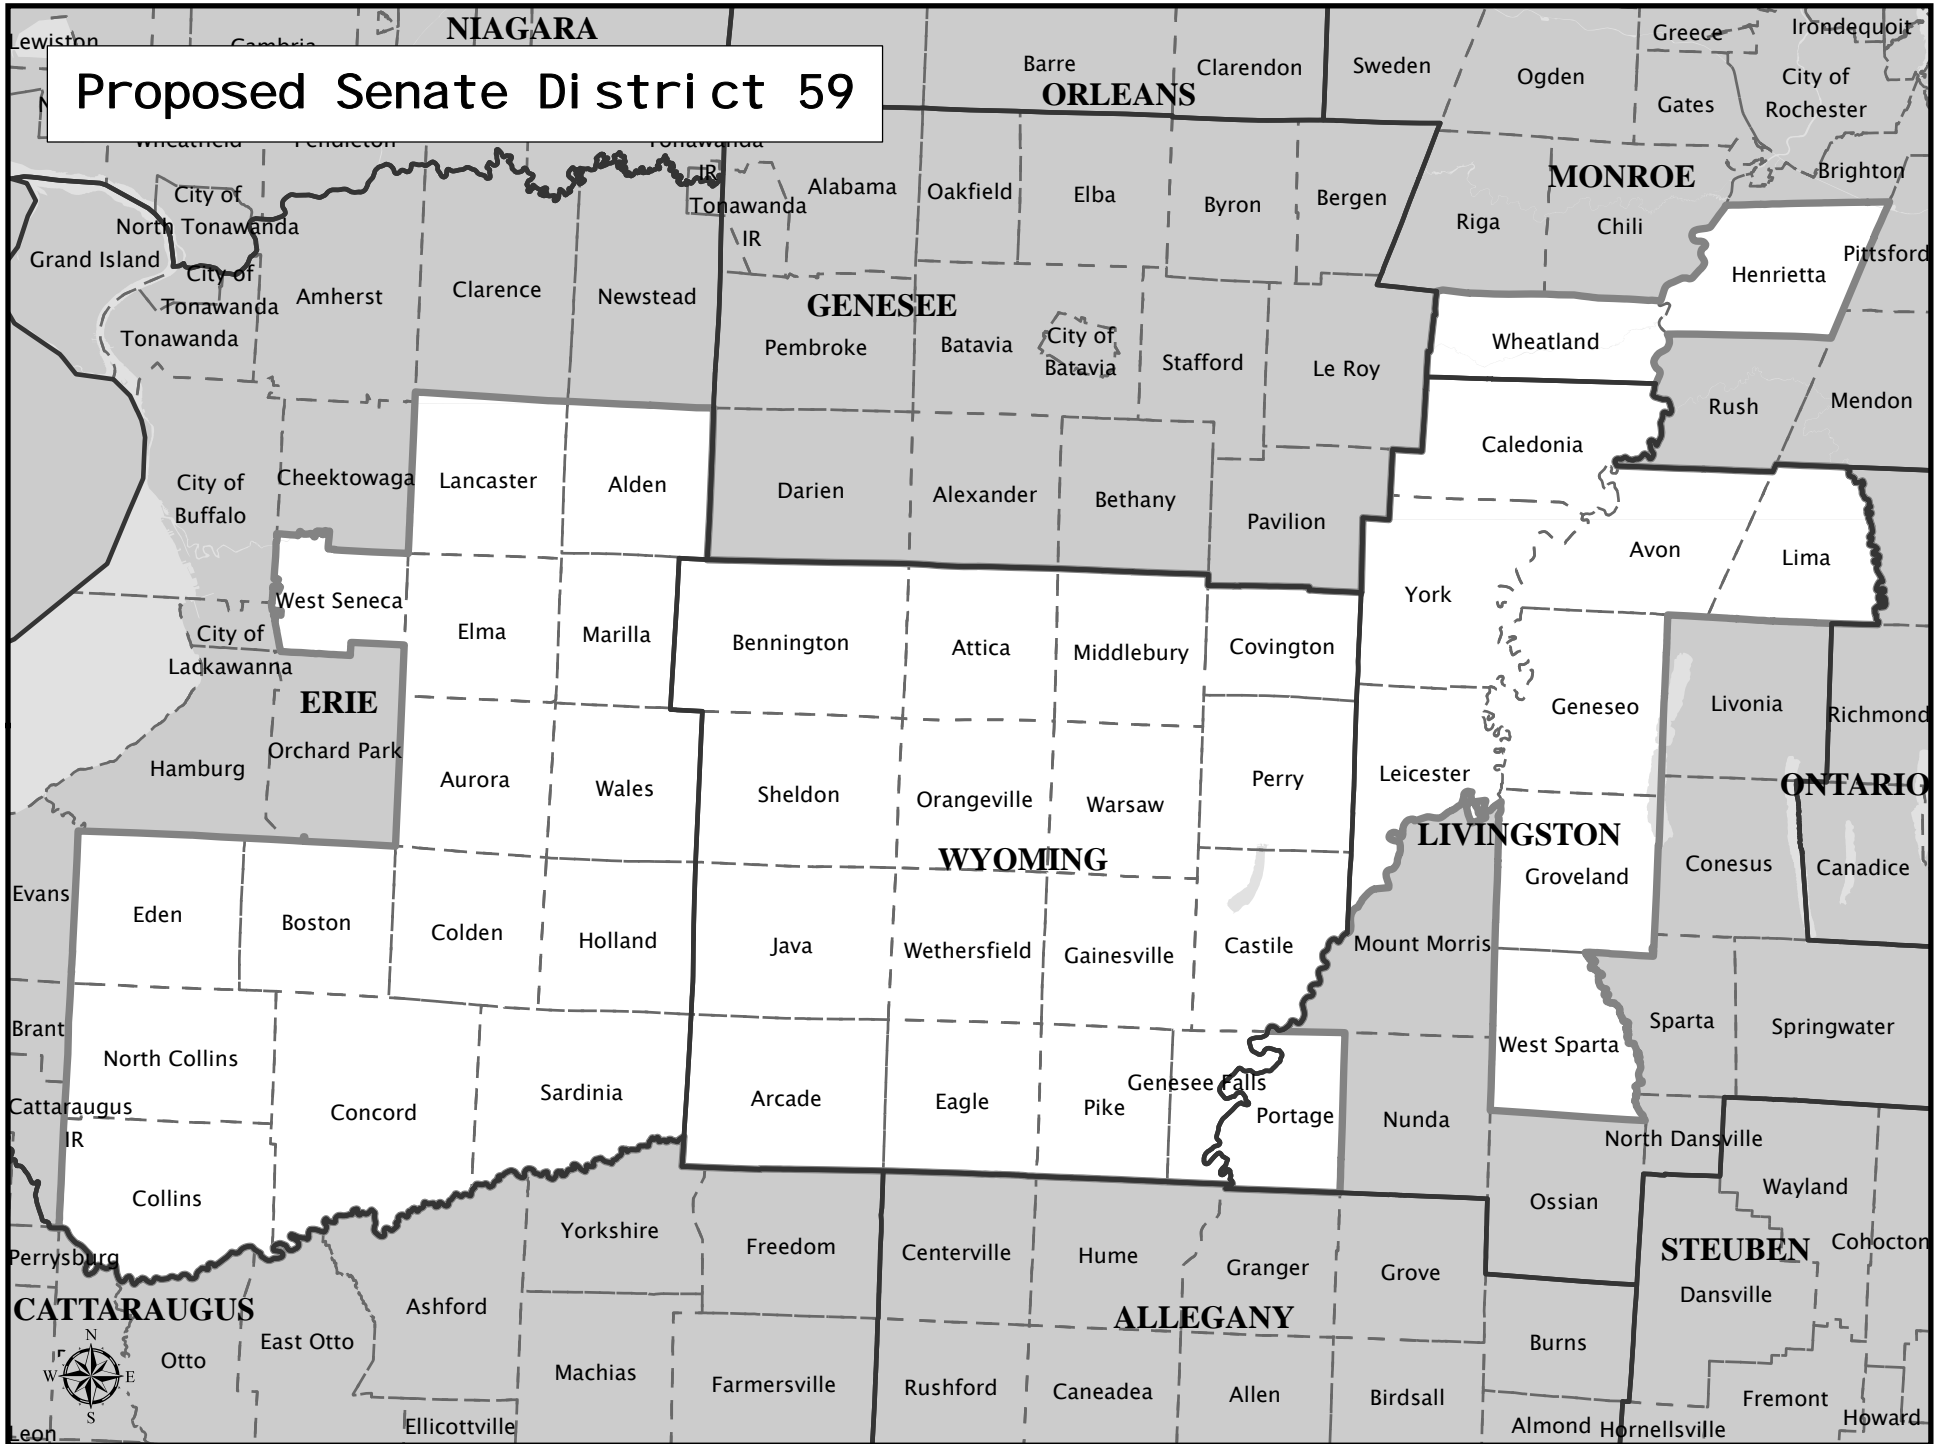 NIAGARA
Lewiston
Cambria
Proposed Senate District 59
Barre
Clarendon
Sweden
ORLEANS
Ogden
Greece
Irondequoit
Gates
City of
Rochester
Wheatfield
Pendleton
Tonawanda
IR
City of
North Tonawanda
Tonawanda
IR
Alabama
Oakfield
Elba
Byron
Bergen
MONROE
Brighton
Riga
Chili
Grand Island
City of
Tonawanda
Tonawanda
Amherst
Clarence
Newstead
GENESEE
Henrietta
Pittsford
Pembroke
Batavia
City of
Batavia
Stafford
Le Roy
Wheatland
Rush
Mendon
Cheektowaga
City of
Buffalo
Lancaster
Alden
Darien
Alexander
Bethany
Pavilion
Caledonia
Avon
Lima
West Seneca
Elma
Marilla
Bennington
Attica
Middlebury
Covington
York
City of
Lackawanna
ERIE
Orchard Park
Hamburg
Geneseo
Livonia
Richmond
Aurora
Wales
Sheldon
Orangeville
Warsaw
Perry
Leicester
ONTARIO
WYOMING
LIVINGSTON
Groveland
Conesus
Canadice
Evans
Eden
Boston
Colden
Holland
Java
Wethersfield
Gainesville
Castile
Mount Morris
Brant
North Collins
Sardinia
West Sparta
Sparta
Springwater
Cattaraugus
IR
Concord
Arcade
Eagle
Pike
Genesee Falls
Portage
Nunda
North Dansville
Collins
Ossian
Wayland
Perrysburg
Yorkshire
Freedom
Centerville
Hume
Granger
Grove
STEUBEN
Cohocton
Dansville
CATTARAUGUS
Ashford
ALLEGANY
Otto
East Otto
Machias
Farmersville
Rushford
Caneadea
Allen
Birdsall
Burns
Fremont
Howard
N
W
E
S
Leon
Ellicottville
Almond
Hornellsville